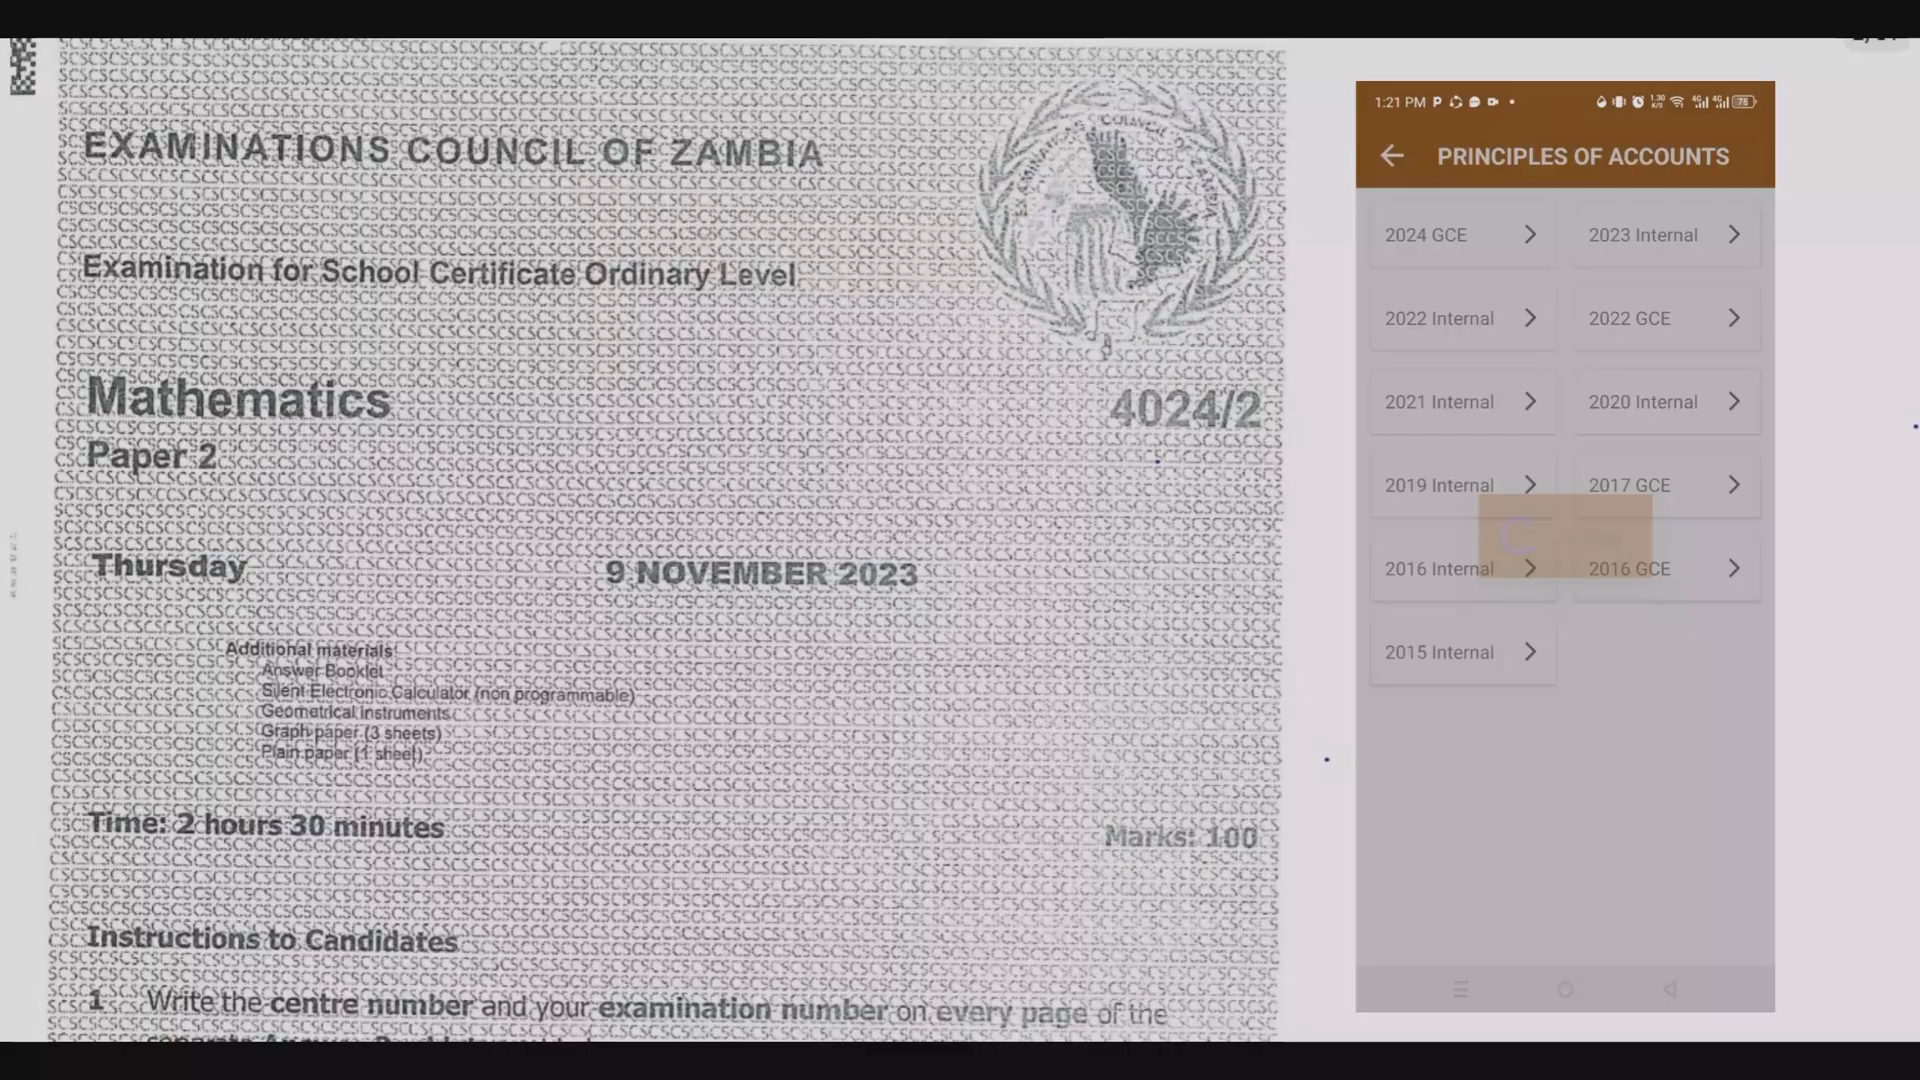 EXAMINATIONS COUNCIL OF ZAMBIA
Examination for School Certificate Ordinary Level
Mathematics 4024/2
Paper 2
Thursday 9 NOVEMBER 2023
Additional materials
Answer Booklet
Silent Electronic Calculator (non programmable)
Geometrical instruments
Graph paper (3 sheets)
Plain paper (1 sheet)
Time: 2 hours 30 minutes Marks: 100
Instructions to Candidates
1 Write the centre number and your examination number on every page of the
1:21 PM
75
PRINCIPLES OF ACCOUNTS
2024 GCE
2023 Internal
2022 Internal
2022 GCE
2021 Internal
2020 Internal
2019 Internal
2017 GCE
2016 Internal
2016 GCE
2015 Internal